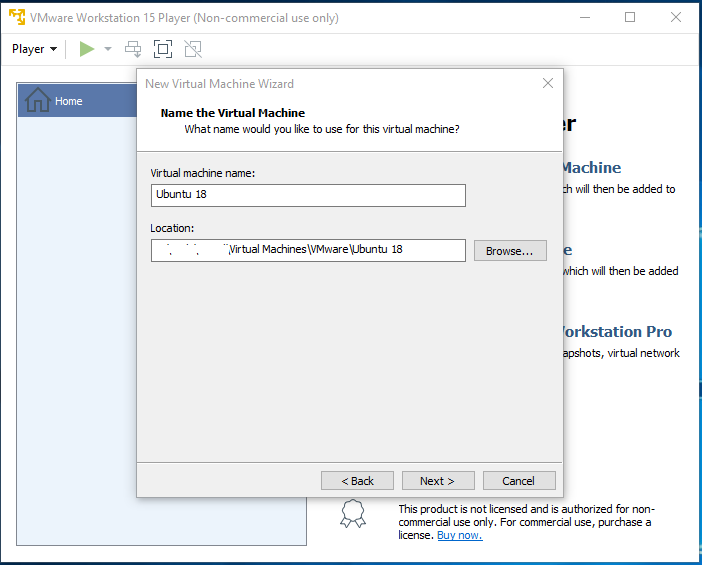 VMware Workstation 15 Player (Non-commercial use only)
Player
Home
New Virtual Machine Wizard
Name the Virtual Machine
What name would you like to use for this virtual machine?
Virtual machine name:
Ubuntu 18
Location:
\Virtual Machines\VMware\Ubuntu 18
Browse...
< Back
Next >
Cancel
Machine
will then be added to
which will then be added
Workstation Pro
virtual network
This product is not licensed and is authorized for non-
commercial use only. For commercial use, purchase a
license. Buy now.